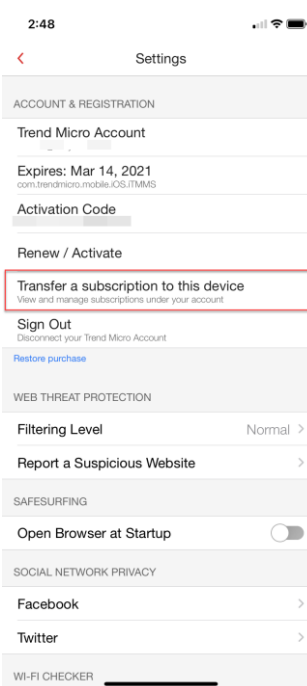 2:48
Settings
ACCOUNT & REGISTRATION
Trend Micro Account
Expires: Mar 14, 2021
com.trendmicro.mobile.iOS.iTMMS
Activation Code
Renew / Activate
Transfer a subscription to this device
View and manage subscriptions under your account
Sign Out
Disconnect your Trend Micro Account
Restore purchase
WEB THREAT PROTECTION
Filtering Level Normal
Report a Suspicious Website
SAFESURFING
Open Browser at Startup
SOCIAL NETWORK PRIVACY
Facebook
Twitter
WI-FI CHECKER